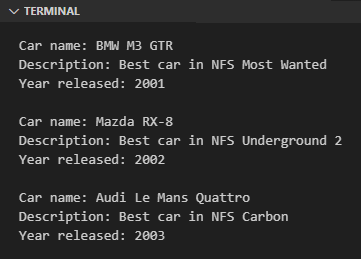 TERMINAL
Car name: BMW M3 GTR
Description: Best car in NFS Most Wanted
Year released: 2001
Car name: Mazda RX-8
Description: Best car in NFS Underground 2
Year released: 2002
Car name: Audi Le Mans Quattro
Description: Best car in NFS Carbon
Year released: 2003